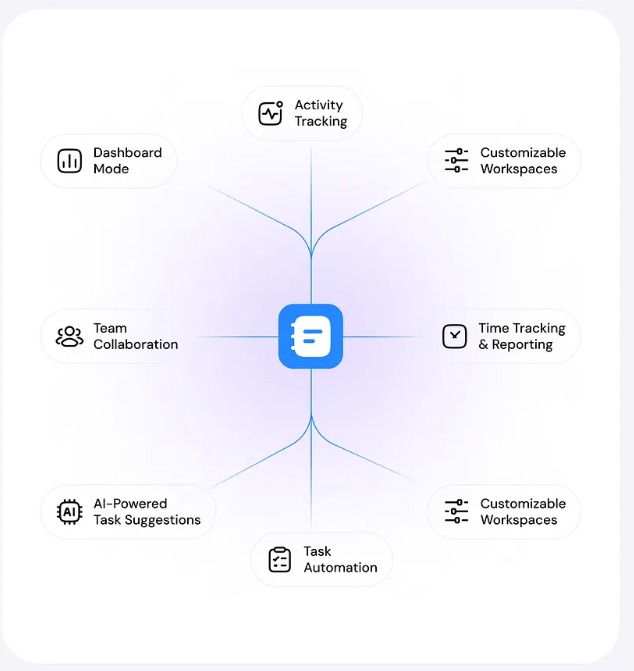 Activity
Tracking
Dashboard
Mode
Customizable
Workspaces
Team
Collaboration
Time Tracking
& Reporting
AI
AI-Powered
Task Suggestions
Customizable
Workspaces
Task
Automation